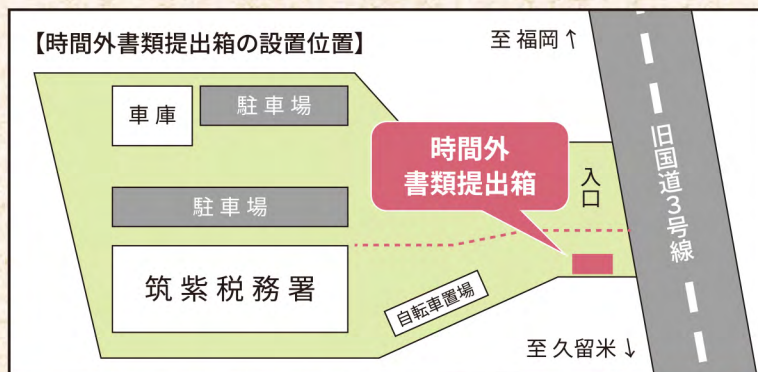 【時間外書類提出箱の設置位置】
至 福岡 ↑
車 庫
駐 車 場
時間外
書類提出箱
入口
旧国道3号線
駐 車 場
筑 紫 税 務 署
自転車置場
至 久留米 ↓